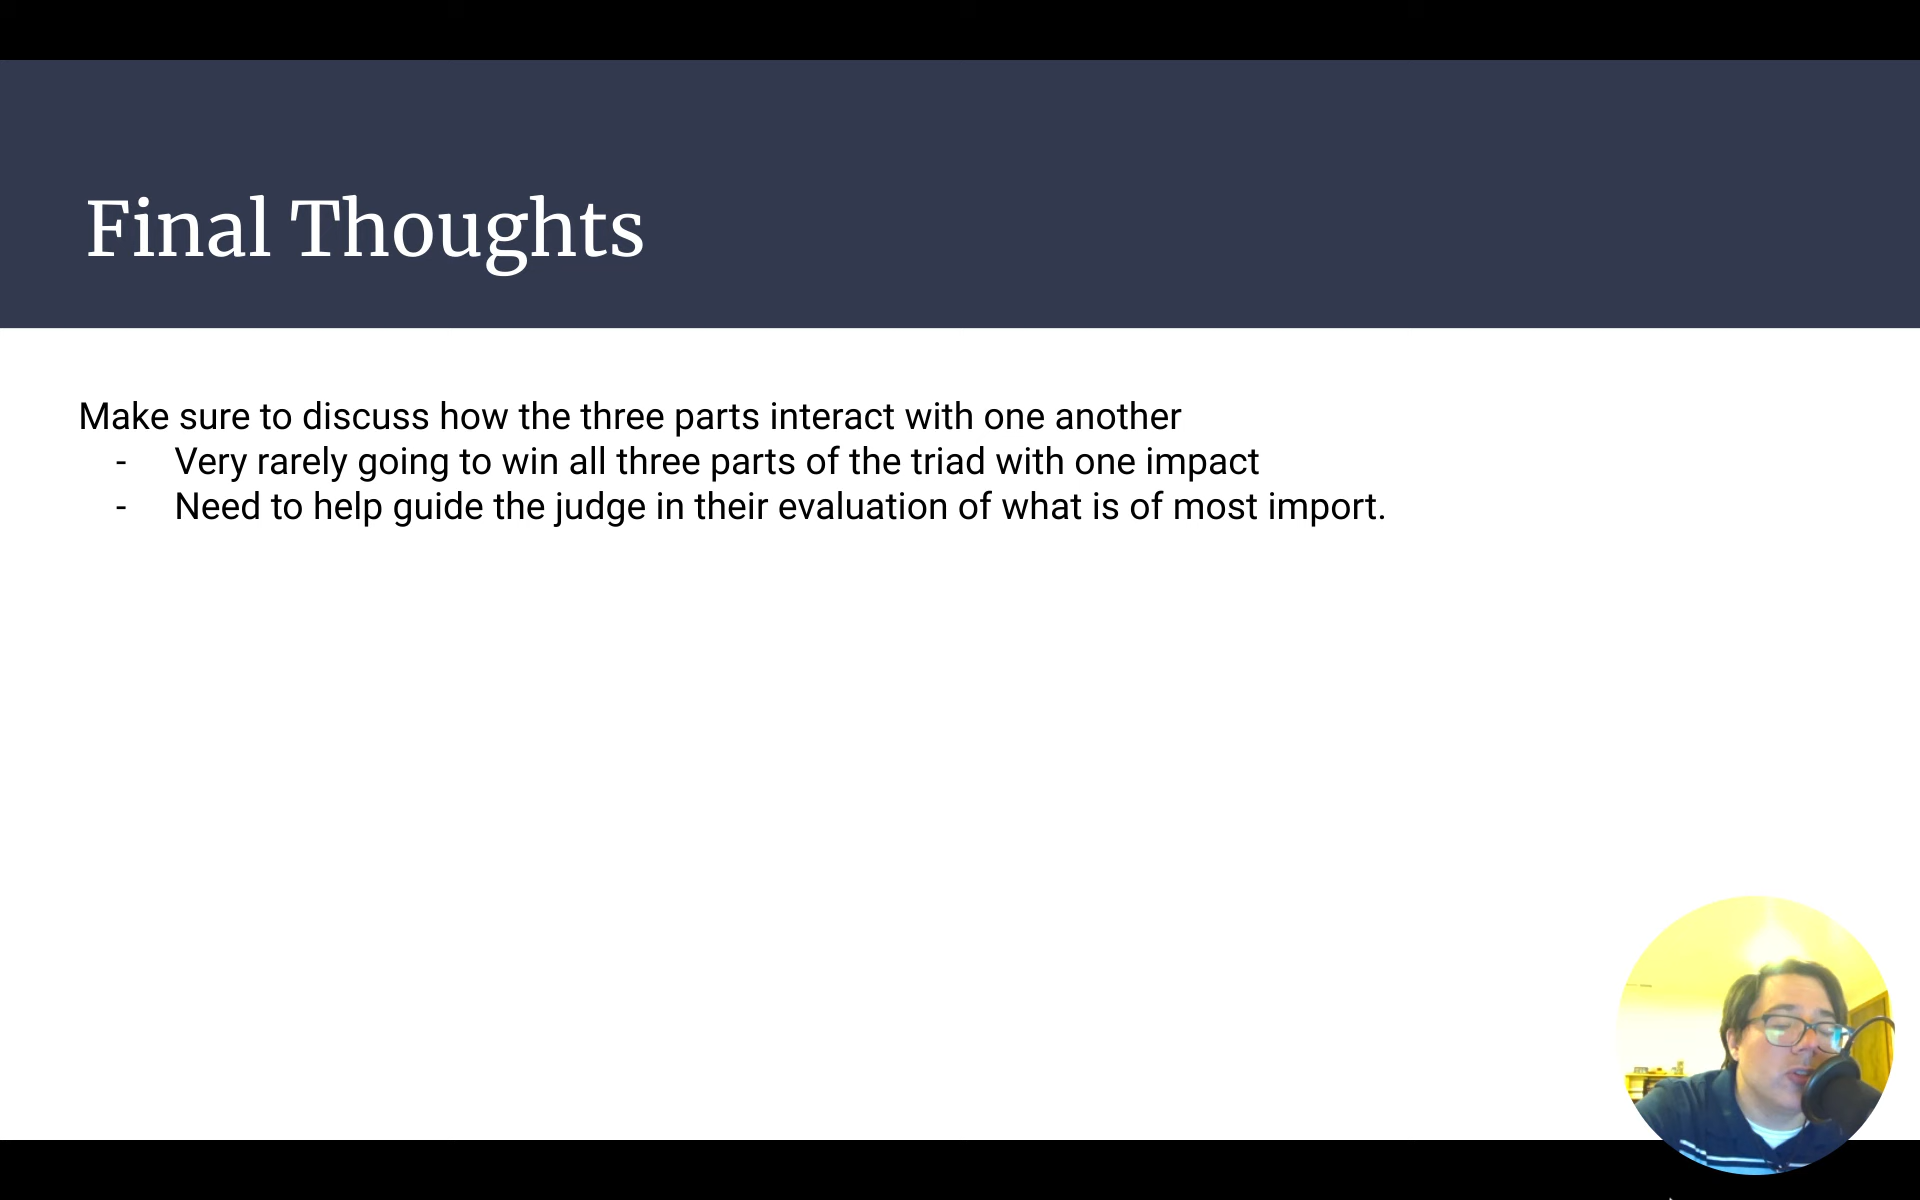 Final Thoughts
Make sure to discuss how the three parts interact with one another
- Very rarely going to win all three parts of the triad with one impact
- Need to help guide the judge in their evaluation of what is of most import.